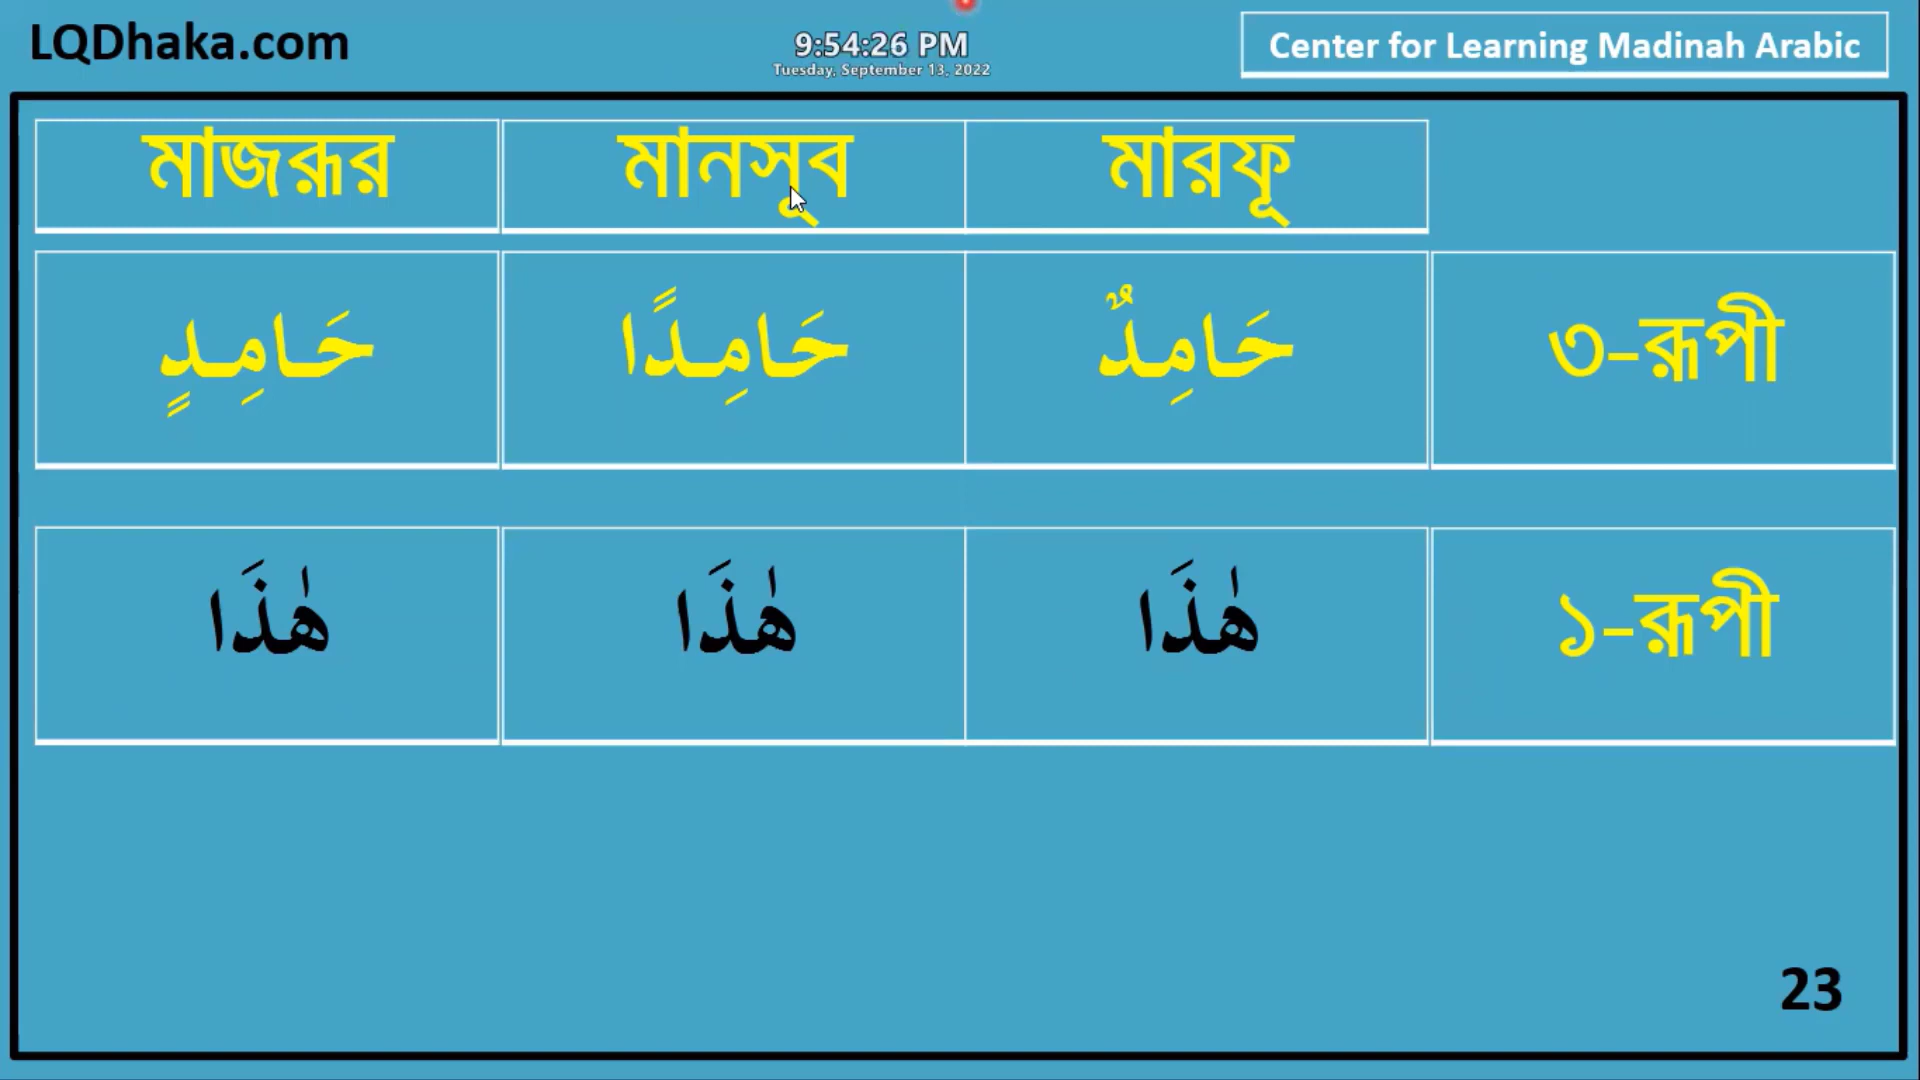 LQDhaka.com
9:54:26 PM
Tuesday, September 13, 2022
Center for Learning Madinah Arabic
মাজরূর মানসূব মারফূ
৩-রূপী حَامِدٌ حَامِدًا حَامِدٍ
১-রূপী هٰذَا هٰذَا هٰذَا
23